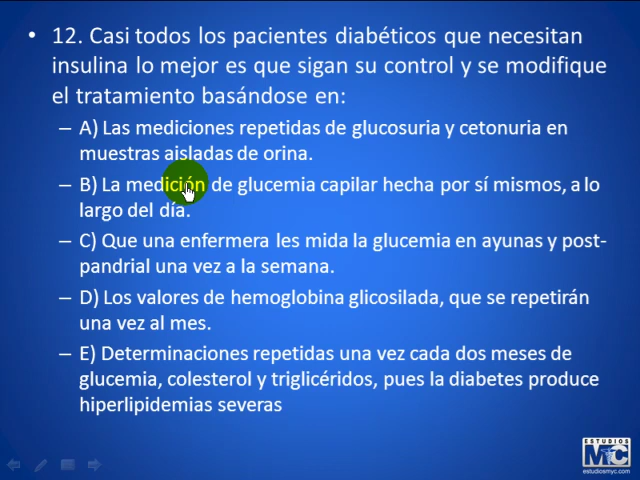 • 12. Casi todos los pacientes diabéticos que necesitan
insulina lo mejor es que sigan su control y se modifique
el tratamiento basándose en:
– A) Las mediciones repetidas de glucosuria y cetonuria en
muestras aisladas de orina.
– B) La medición de glucemia capilar hecha por sí mismos, a lo
largo del día.
– C) Que una enfermera les mida la glucemia en ayunas y post-
pandrial una vez a la semana.
– D) Los valores de hemoglobina glicosilada, que se repetirán
una vez al mes.
– E) Determinaciones repetidas una vez cada dos meses de
glucemia, colesterol y triglicéridos, pues la diabetes produce
hiperlipidemias severas
ESTUDIOS
MyC
estudiosmyc.com